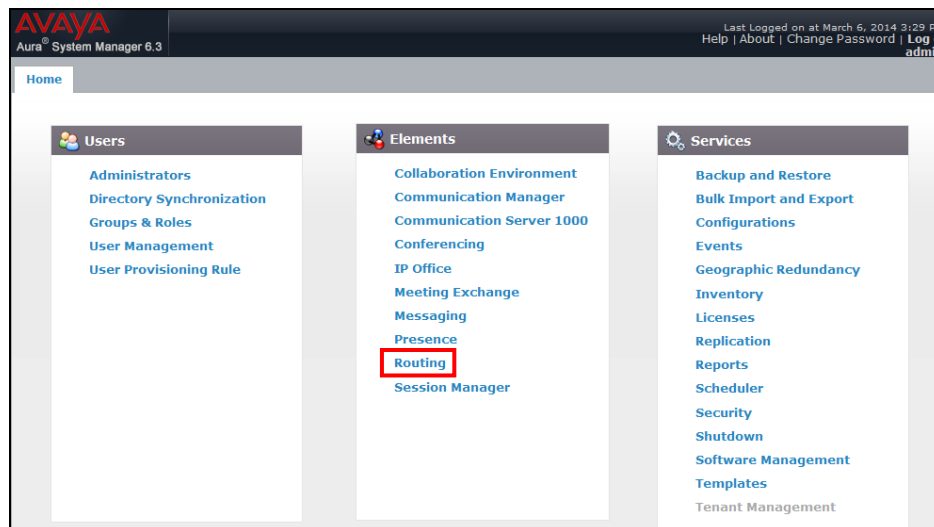 AVAYA
Aura® System Manager 6.3
Last Logged on at March 6, 2014 3:29
Help | About | Change Password | Log
Home
Users
Administrators
Directory Synchronization
Groups & Roles
User Management
User Provisioning Rule
Elements
Collaboration Environment
Communication Manager
Communication Server 1000
Conferencing
IP Office
Meeting Exchange
Messaging
Presence
Routing
Session Manager
Services
Backup and Restore
Bulk Import and Export
Configurations
Events
Geographic Redundancy
Inventory
Licenses
Replication
Reports
Scheduler
Security
Shutdown
Software Management
Templates
Tenant Management